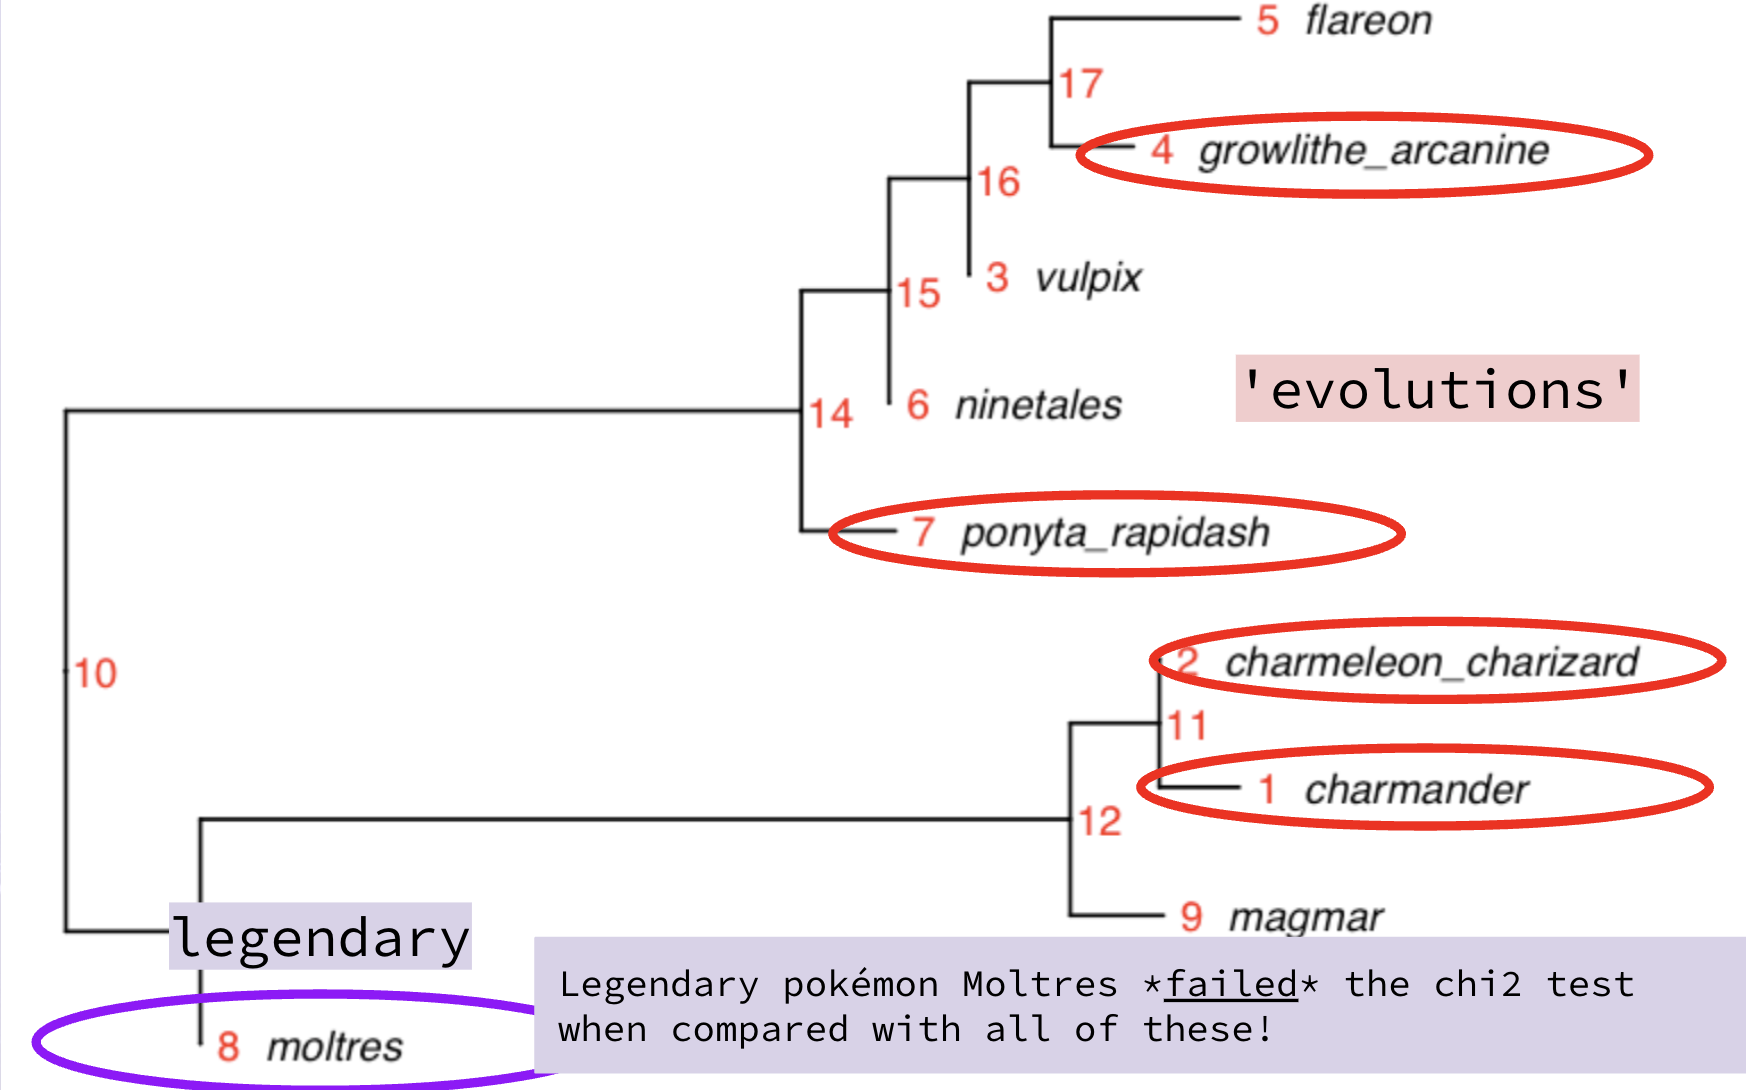 5 flareon
17
4 growlithe_arcanine
16
3 vulpix
15
'evolutions'
6 ninetales
14
7 ponyta_rapidash
2 charmeleon_charizard
10
11
1 charmander
12
9 magmar
legendary
Legendary pokémon Moltres *failed* the chi2 test
when compared with all of these!
8 moltres